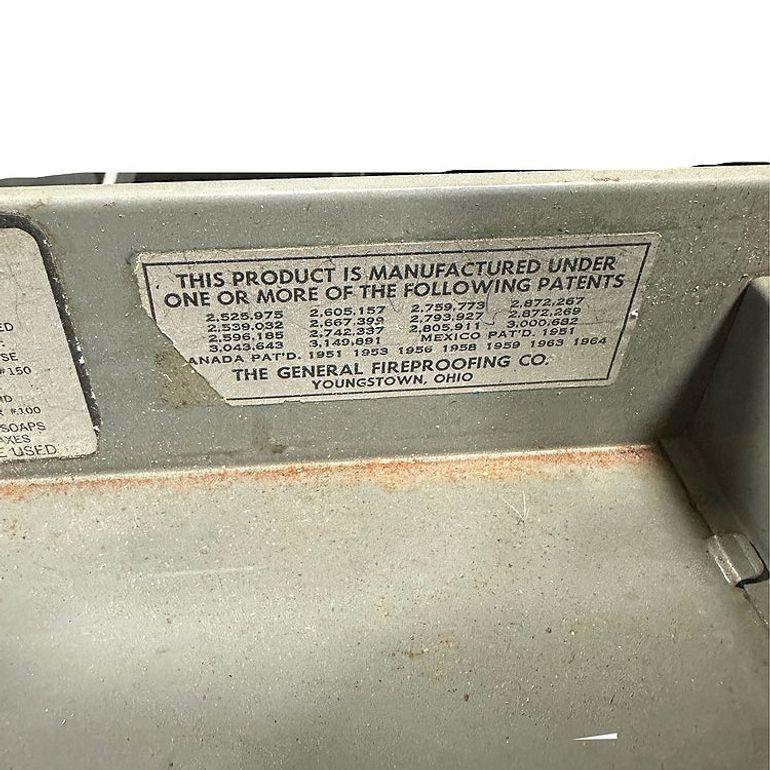 ED
#150
#100
SOAPS
USED
THIS PRODUCT IS MANUFACTURED UNDER
ONE OR MORE OF THE FOLLOWING PATENTS
2,525,975 2,605,157 2,759,773 2,872,267
2,539,032 2,667,399 2,793,927 2,872,269
2,596,185 2,742,337 2,805,911 3,000,682
3,043,643 3,149,891 MEXICO PAT'D. 1951
ANADA PAT'D. 1951 1953 1956 1958 1959 1963 1964
THE GENERAL FIREPROOFING CO.
YOUNGSTOWN, OHIO